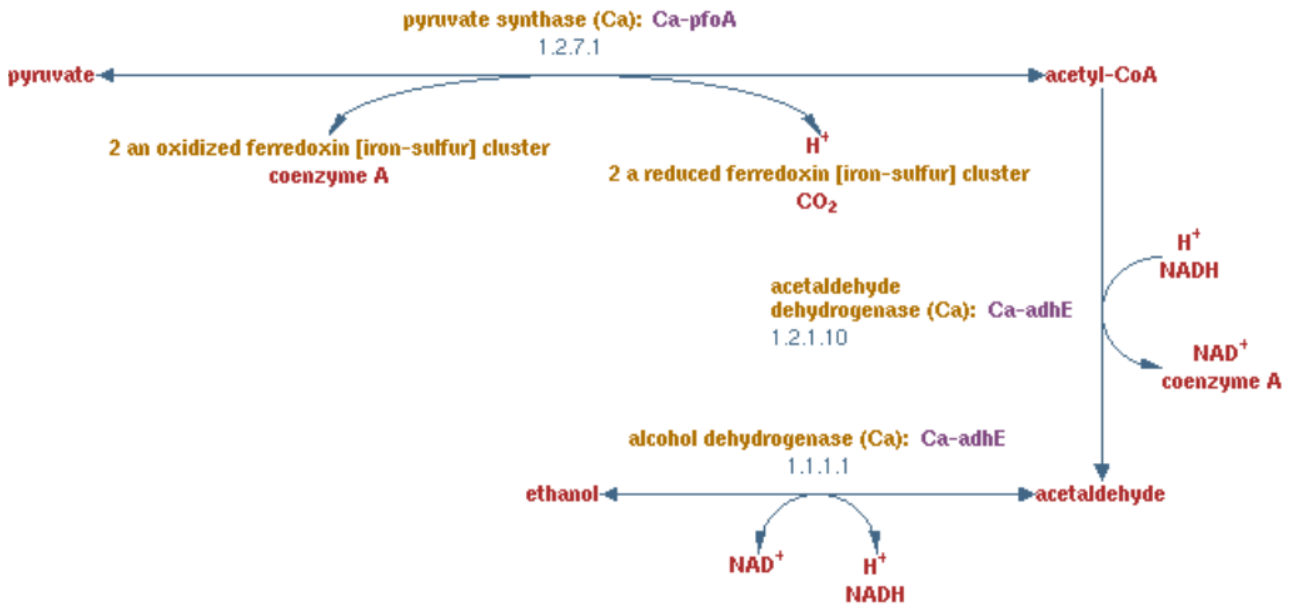 pyruvate synthase (Ca): Ca-pfoA
1.2.7.1
pyruvate
acetyl-CoA
2 an oxidized ferredoxin [iron-sulfur] cluster
coenzyme A
H⁺
2 a reduced ferredoxin [iron-sulfur] cluster
CO₂
H⁺
NADH
acetaldehyde
dehydrogenase (Ca): Ca-adhE
1.2.1.10
NAD⁺
coenzyme A
alcohol dehydrogenase (Ca): Ca-adhE
1.1.1.1
ethanol
acetaldehyde
NAD⁺
H⁺
NADH